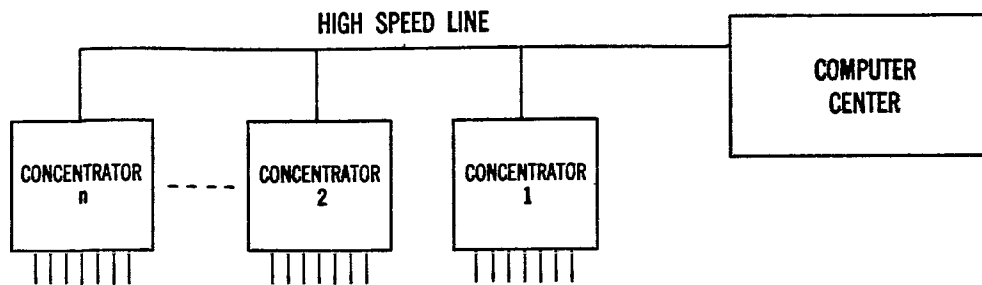 HIGH SPEED LINE
COMPUTER
CENTER
CONCENTRATOR
n
CONCENTRATOR
2
CONCENTRATOR
1